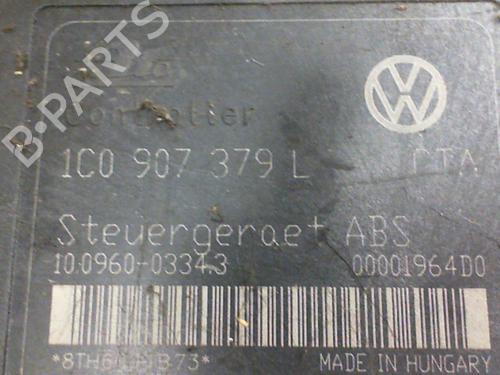 B-PARTS
Controller
1C0 907 379 L CTA
Steuergeraet ABS
10.0960-0334.3 00001964D0
MADE IN HUNGARY